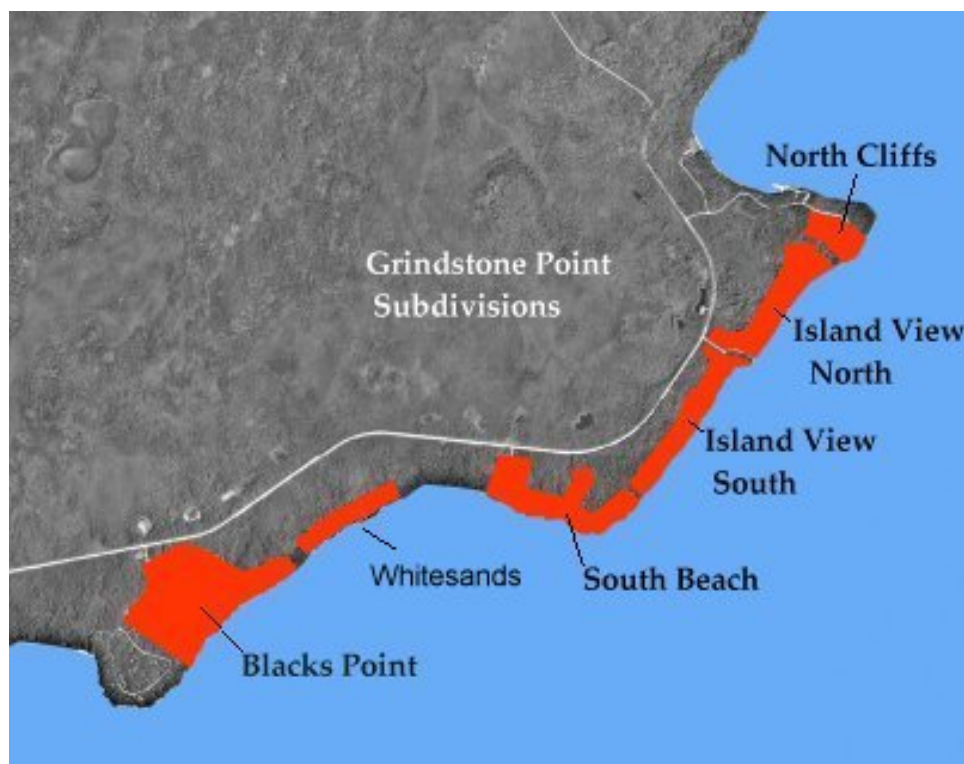 North Cliffs
Grindstone Point
Subdivisions
Island View
North
Island View
South
Whitesands
South Beach
Blacks Point